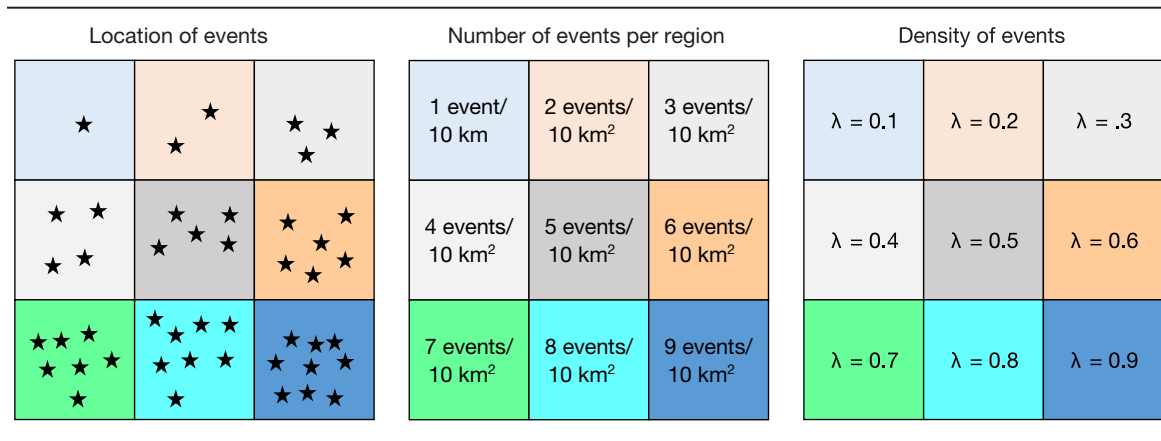 Location of events
Number of events per region
Density of events
1 event/
10 km
2 events/
10 km²
3 events/
10 km²
4 events/
10 km²
5 events/
10 km²
6 events/
10 km²
7 events/
10 km²
8 events/
10 km²
9 events/
10 km²
λ = 0.1
λ = 0.2
λ = .3
λ = 0.4
λ = 0.5
λ = 0.6
λ = 0.7
λ = 0.8
λ = 0.9